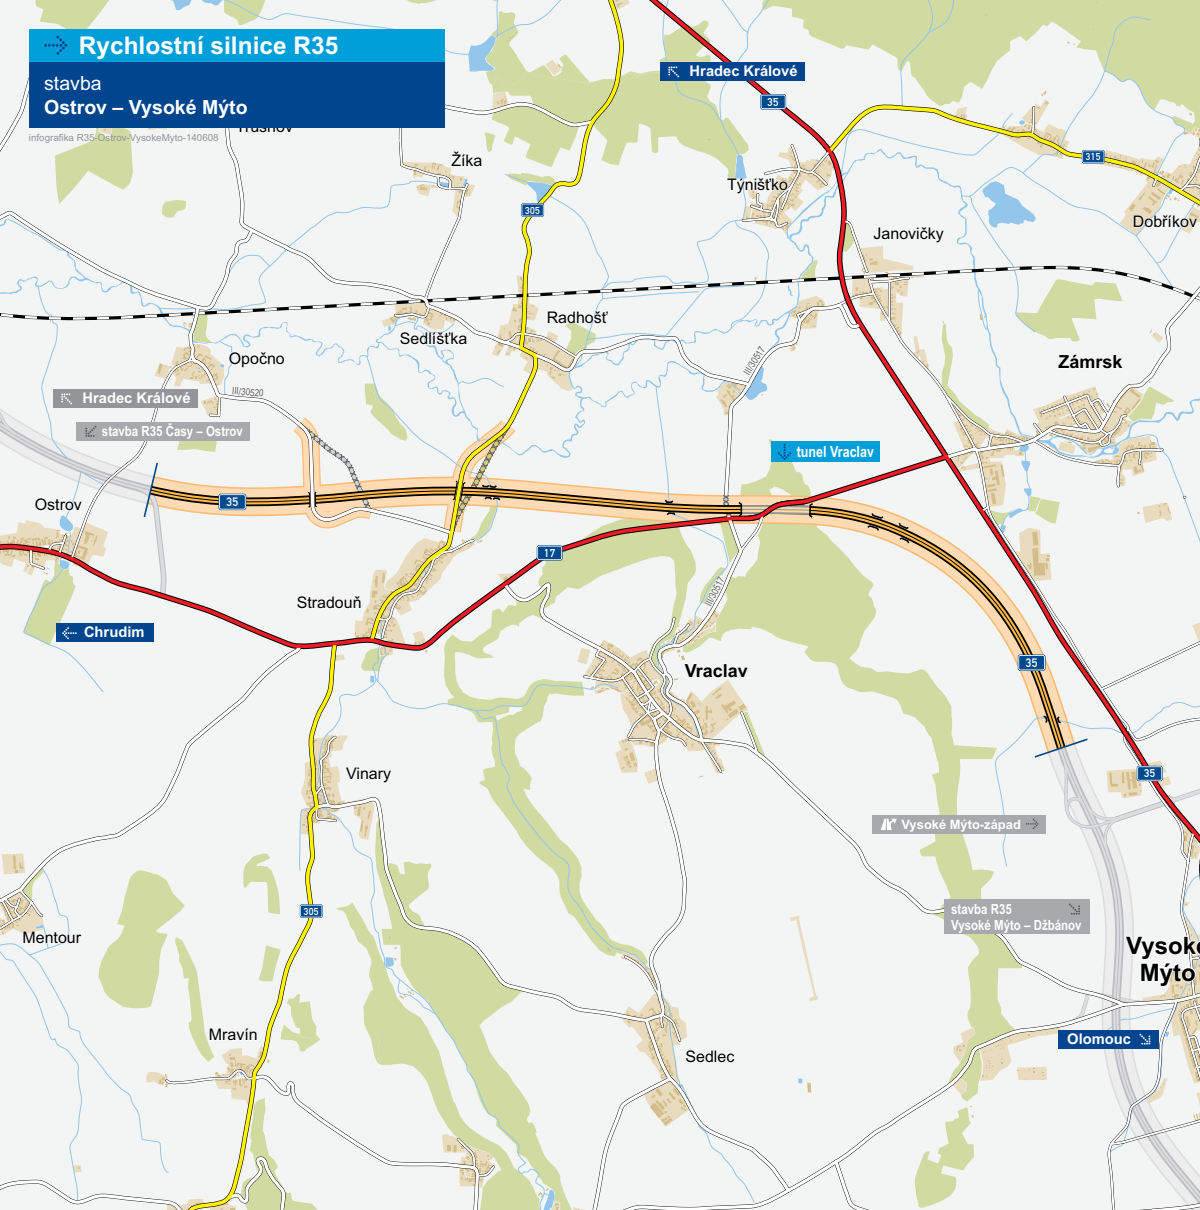 Rychlostní silnice R35
stavba
Ostrov – Vysoké Mýto
infografika R35-Ostrov-VysokeMyto-140608
Hradec Králové
35
Žíka
315
Týnišťko
305
Dobříkov
Janovičky
Radhošť
Sedlíšťka
Opočno
III/30517
Zámrsk
III/30520
Hradec Králové
stavba R35 Časy – Ostrov
tunel Vraclav
Ostrov
35
17
III/30517
Stradouň
Chrudim
Vraclav
35
Vinary
35
Vysoké Mýto-západ
305
stavba R35
Vysoké Mýto – Džbánov
Mentour
Vysoké
Mýto
Mravín
Olomouc
Sedlec